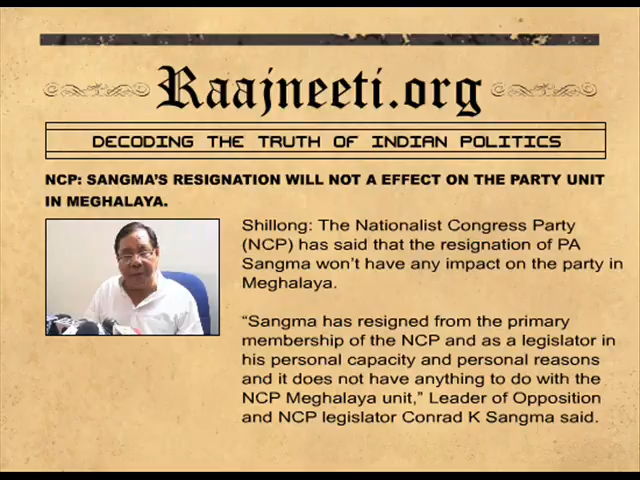 Raajneeti.org
DECODING THE TRUTH OF INDIAN POLITICS
NCP: SANGMA'S RESIGNATION WILL NOT A EFFECT ON THE PARTY UNIT
IN MEGHALAYA.
Shillong: The Nationalist Congress Party
(NCP) has said that the resignation of PA
Sangma won't have any impact on the party in
Meghalaya.
“Sangma has resigned from the primary
membership of the NCP and as a legislator in
his personal capacity and personal reasons
and it does not have anything to do with the
NCP Meghalaya unit,” Leader of Opposition
and NCP legislator Conrad K Sangma said.